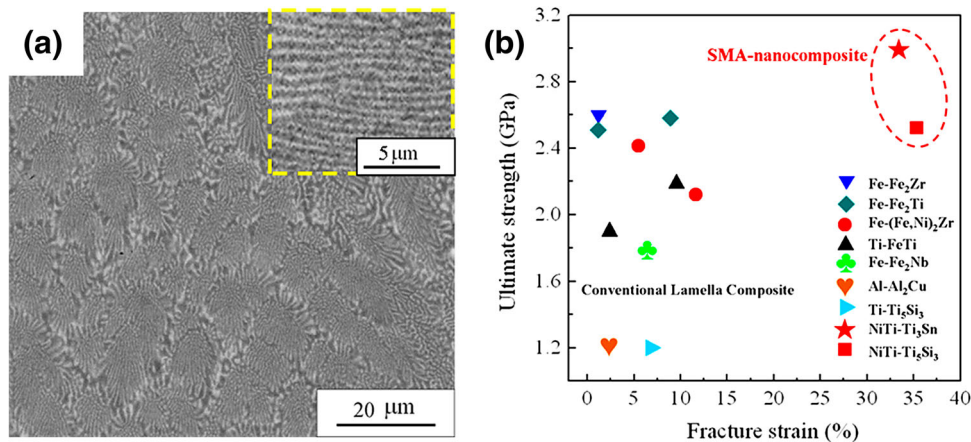 (a)
5 μm
20 μm
(b)
Ultimate strength (GPa)
3.2
2.8
2.4
2.0
1.6
1.2
SMA-nanocomposite
Fe-Fe₂Zr
Fe-Fe₂Ti
Fe-(Fe,Ni)₂Zr
Ti-FeTi
Fe-Fe₂Nb
Al-Al₂Cu
Ti-Ti₅Si₃
NiTi-Ti₃Sn
NiTi-Ti₅Si₃
Conventional Lamella Composite
0 5 10 15 20 25 30 35 40
Fracture strain (%)